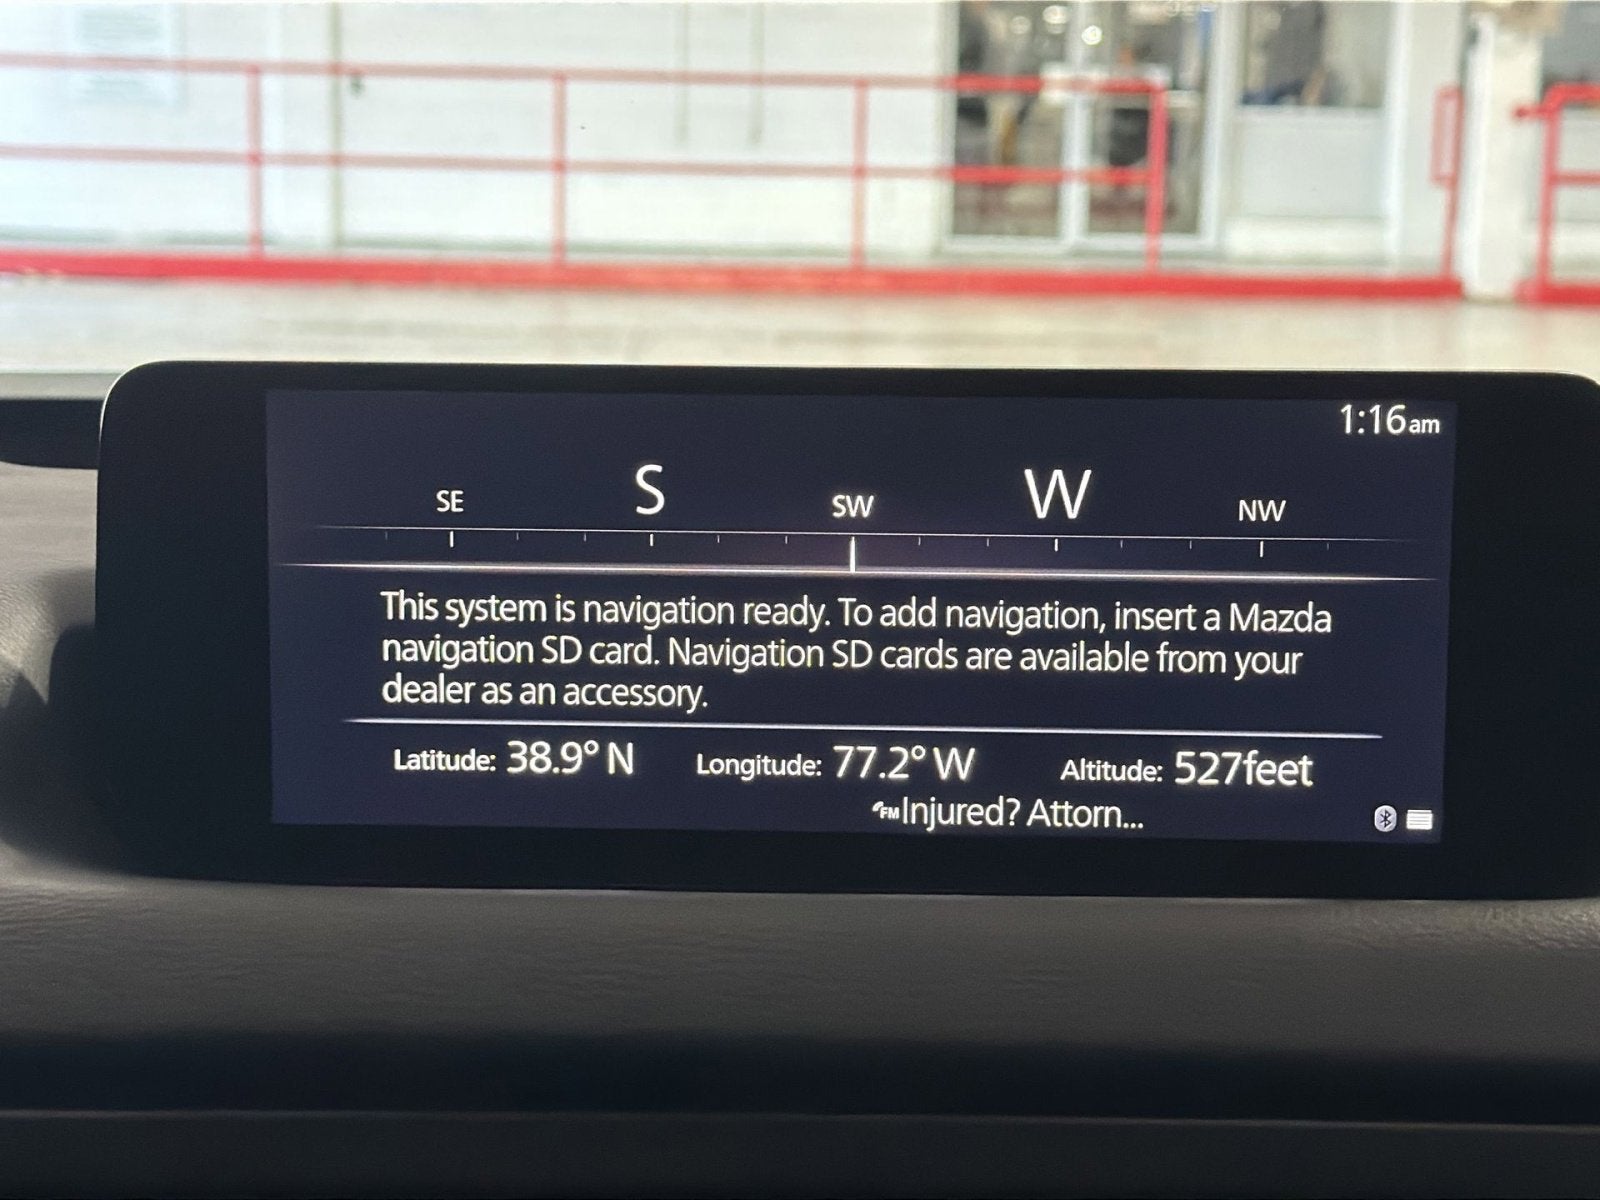 1:16am
SE S SW W NW
This system is navigation ready. To add navigation, insert a Mazda
navigation SD card. Navigation SD cards are available from your
dealer as an accessory.
Latitude: 38.9° N Longitude: 77.2° W Altitude: 527feet
FM Injured? Attorn...